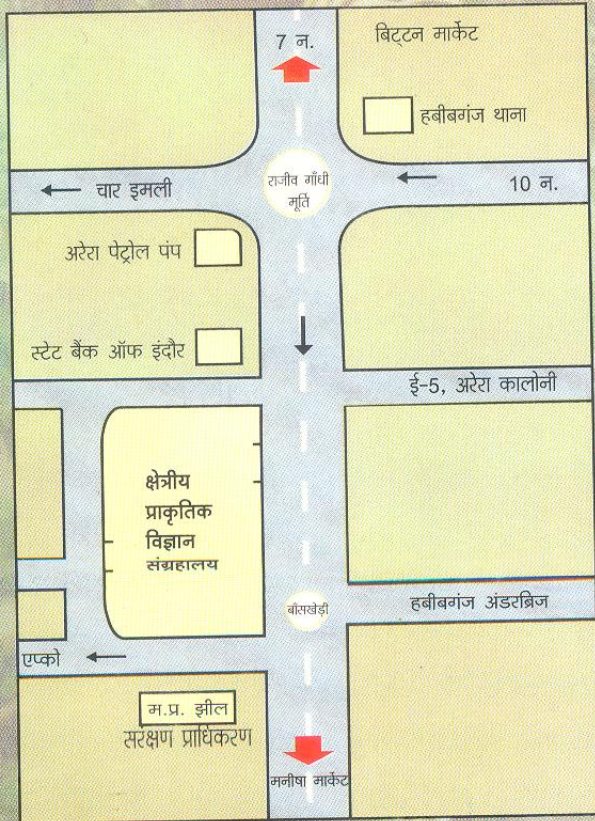 7 न.
बिट्टन मार्केट
हबीबगंज थाना
चार इमली
राजीव गाँधी
मूर्ति
10 न.
अरेरा पेट्रोल पंप
स्टेट बैंक ऑफ इंदौर
ई-5, अरेरा कालोनी
क्षेत्रीय
प्राकृतिक
विज्ञान
संग्रहालय
बाँसखेड़ी
हबीबगंज अंडरब्रिज
एप्को
म.प्र. झील
संरक्षण प्राधिकरण
मनीषा मार्केट